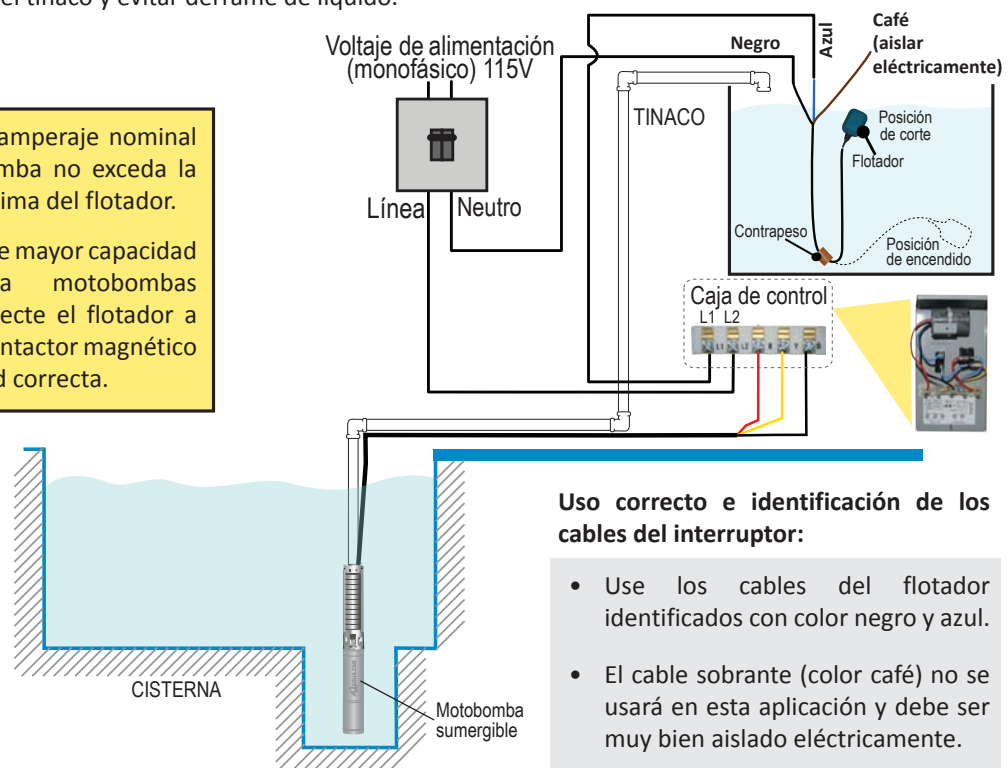 el tinaco y evitar derrame de líquido.
Voltaje de alimentación
(monofásico) 115V
Negro
Azul
Café
(aislar
eléctricamente)
TINACO
Posición
de corte
Flotador
Contrapeso
Posición
de encendido
Línea
Neutro
amperaje nominal
mba no exceda la
ima del flotador.
e mayor capacidad
a motobombas
ecte el flotador a
ntactor magnético
d correcta.
Caja de control
L1 L2
L1 L2 R Y B
CISTERNA
Motobomba
sumergible
Uso correcto e identificación de los
cables del interruptor:
• Use los cables del flotador
identificados con color negro y azul.
• El cable sobrante (color café) no se
usará en esta aplicación y debe ser
muy bien aislado eléctricamente.